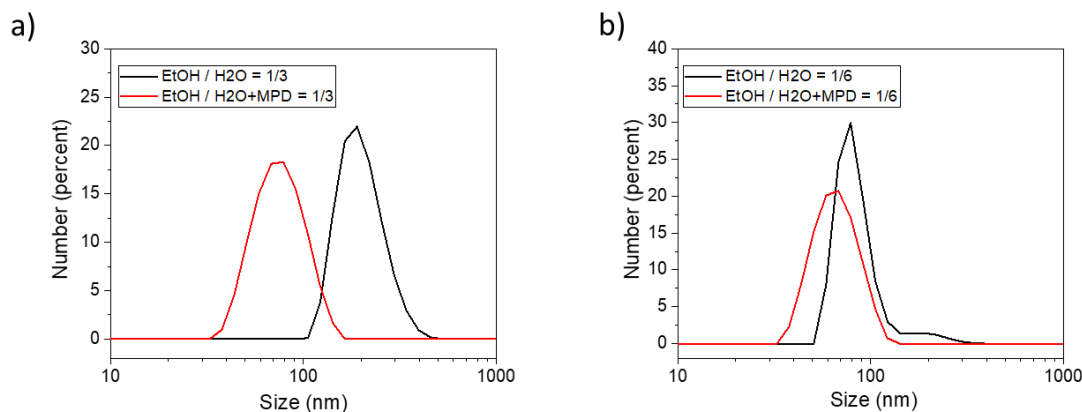 a)
30
25
20
15
10
5
0
Number (percent)
EtOH / H2O = 1/3
EtOH / H2O+MPD = 1/3
10
100
1000
Size (nm)
b)
40
35
30
25
20
15
10
5
0
Number (percent)
EtOH / H2O = 1/6
EtOH / H2O+MPD = 1/6
10
100
1000
Size (nm)